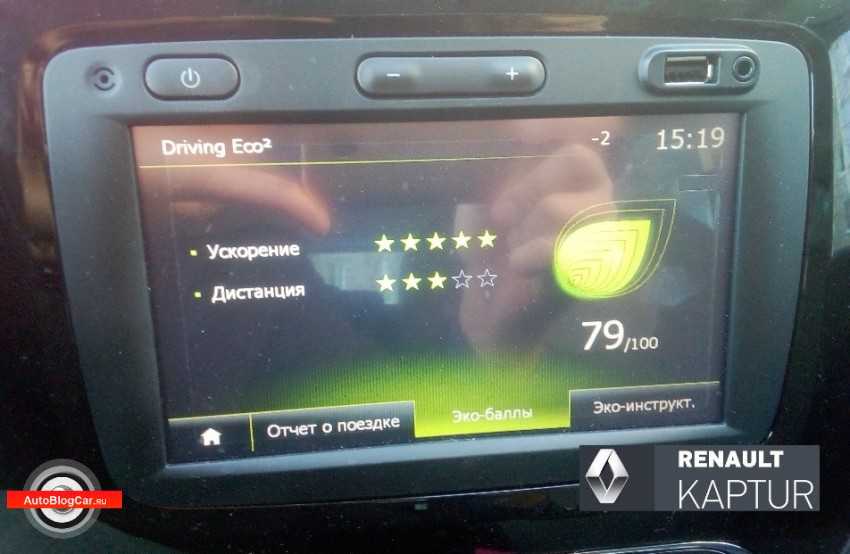 Driving Eco²
-2
15:19
Ускорение
Дистанция
79/100
Отчет о поездке
Эко-баллы
Эко-инструкт.
AutoBlogCar.ru
RENAULT
KAPTUR